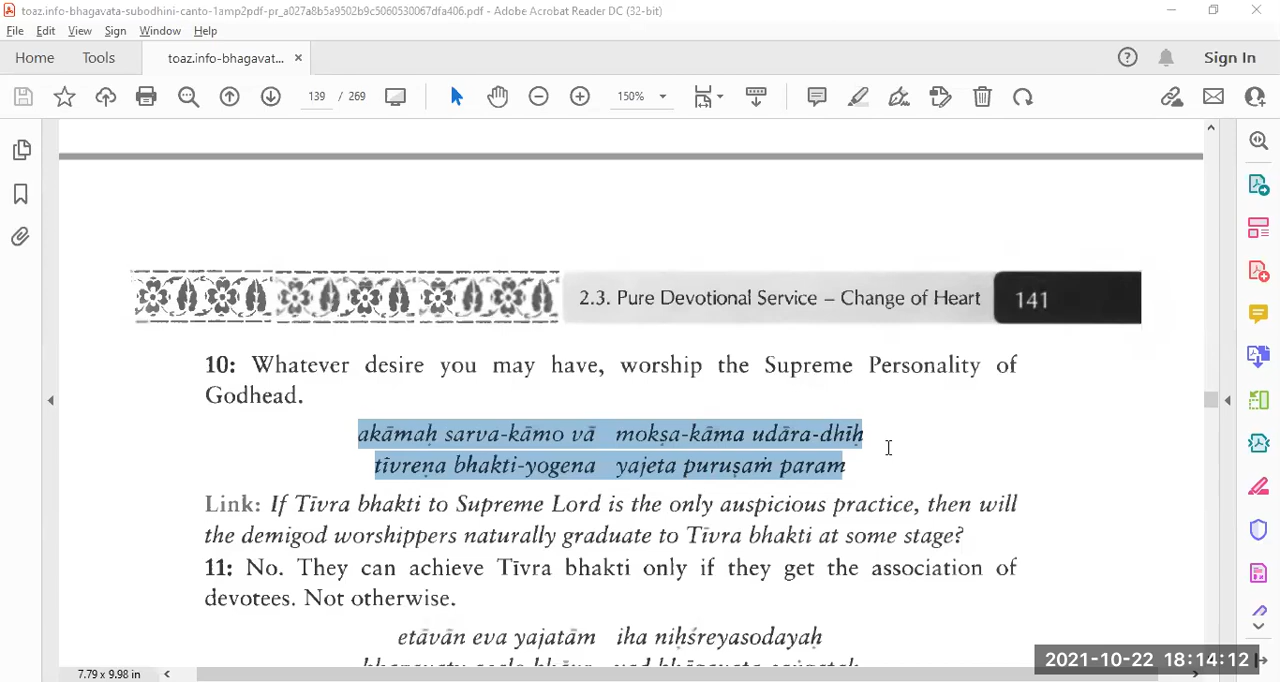 toaz.info-bhagavata-subodhini-canto-1amp2pdf-pr_a027a8b5a9502b9c5060530067dfa406.pdf - Adobe Acrobat Reader DC (32-bit)
File Edit View Sign Window Help
Home Tools toaz.info-bhagavat... × Sign In
139 / 269 150%
2.3. Pure Devotional Service – Change of Heart 141
10: Whatever desire you may have, worship the Supreme Personality of
Godhead.
akāmaḥ sarva-kāmo vā mokṣa-kāma udāra-dhīḥ
tīvreṇa bhakti-yogena yajeta puruṣaṁ param
Link: If Tīvra bhakti to Supreme Lord is the only auspicious practice, then will
the demigod worshippers naturally graduate to Tīvra bhakti at some stage?
11: No. They can achieve Tīvra bhakti only if they get the association of
devotees. Not otherwise.
etāvān eva yajatām iha niḥśreyasodayaḥ
7.79 x 9.98 in
2021-10-22 18:14:12